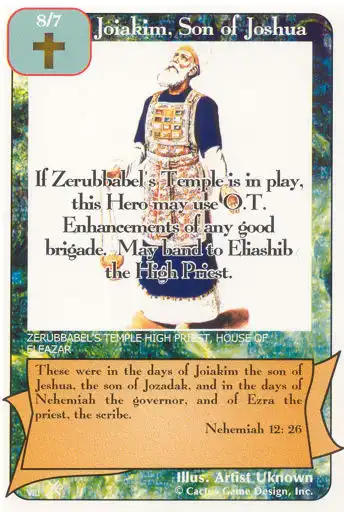 8/7
Joiakim, Son of Joshua
If Zerubbabel's Temple is in play,
this Hero may use O.T.
Enhancements of any good
brigade. May band to Eliashib
the High Priest.
ZERUBBABEL'S TEMPLE HIGH PRIEST, HOUSE OF
ELEAZAR
These were in the days of Joiakim the son of
Jeshua, the son of Jozadak, and in the days of
Nehemiah the governor, and of Ezra the
priest, the scribe.
Nehemiah 12: 26
Illus. Artist Uknown
© Cactus Game Design, Inc.